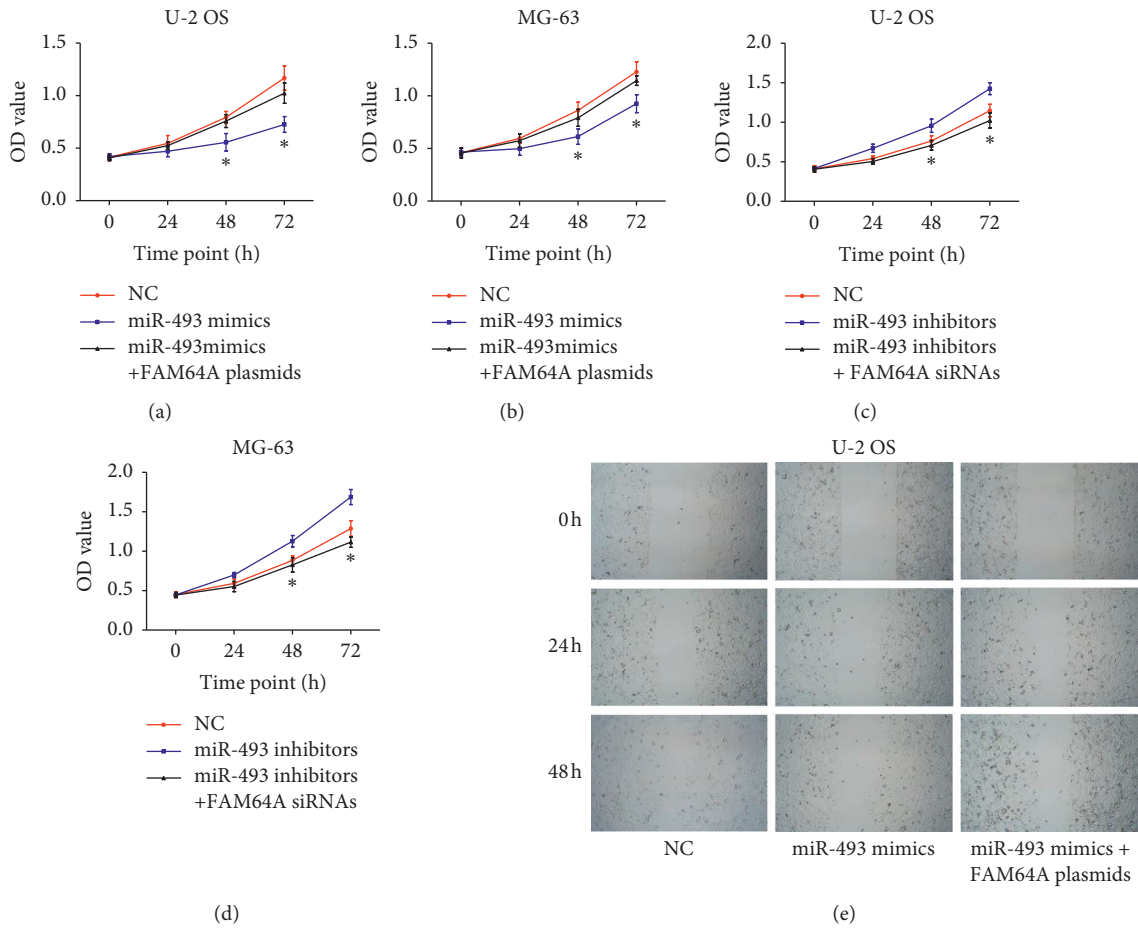 U-2 OS
1.5
1.0
0.5
0.0
OD value
*
*
0
24
48
72
Time point (h)
NC
miR-493 mimics
miR-493mimics
+FAM64A plasmids
(a)
MG-63
1.5
1.0
0.5
0.0
OD value
*
*
0
24
48
72
Time point (h)
NC
miR-493 mimics
miR-493mimics
+FAM64A plasmids
(b)
U-2 OS
2.0
1.5
1.0
0.5
0.0
OD value
*
*
0
24
48
72
Time point (h)
NC
miR-493 inhibitors
miR-493 inhibitors
+ FAM64A siRNAs
(c)
MG-63
2.0
1.5
1.0
0.5
0.0
OD value
*
*
0
24
48
72
Time point (h)
NC
miR-493 inhibitors
miR-493 inhibitors
+FAM64A siRNAs
(d)
U-2 OS
0 h
24 h
48 h
NC
miR-493 mimics
miR-493 mimics +
FAM64A plasmids
(e)